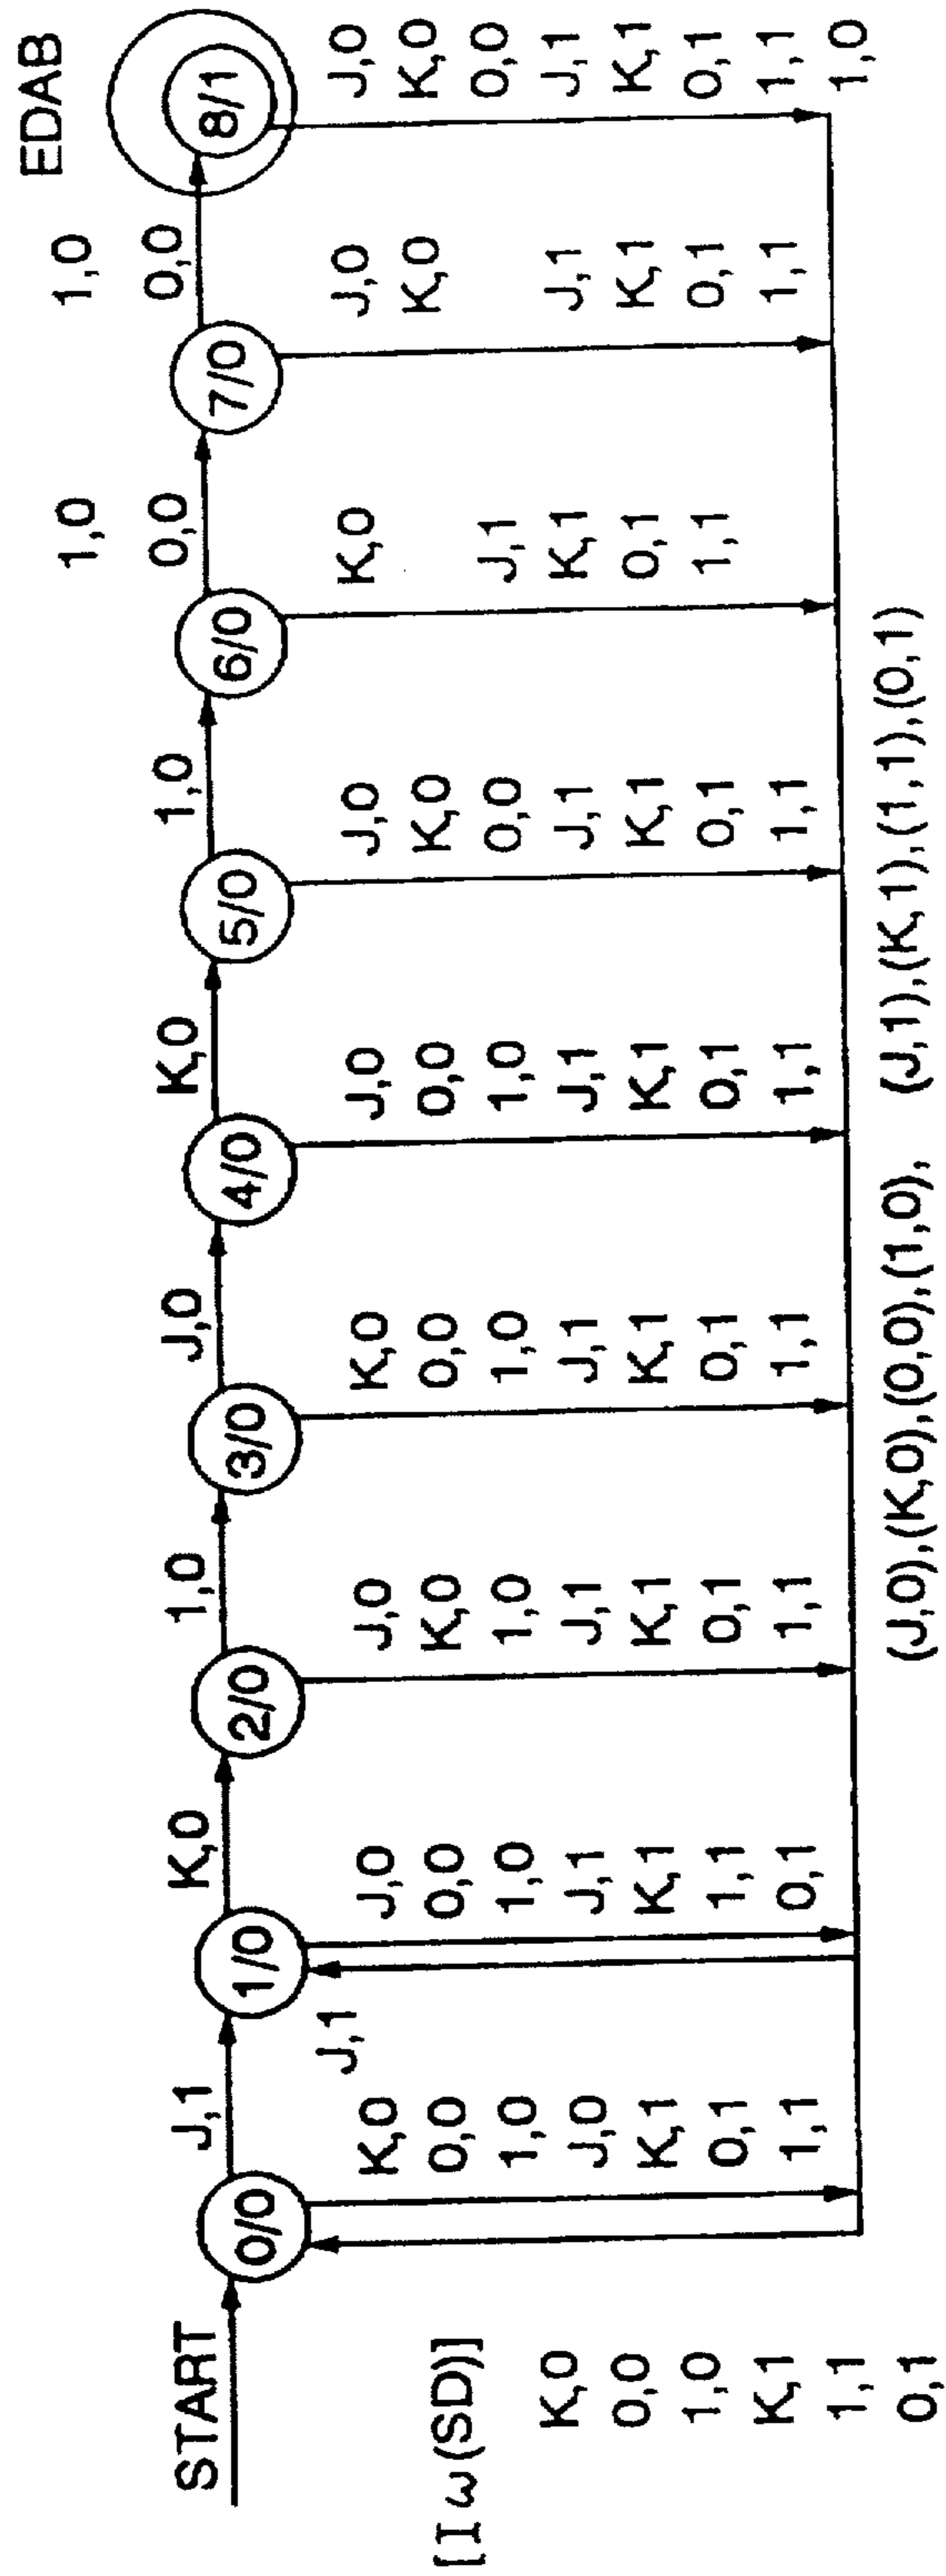 START
0/0
J,1
1/0
K,0
2/0
1,0
3/0
J,0
4/0
K,0
5/0
1,0
6/0
1,0
0,0
7/0
1,0
0,0
EDAB
8/1
[I ω (SD)]
K,0
0,0
1,0
K,1
1,1
0,1
K,0
0,0
1,0
J,0
K,1
0,1
1,1
J,1
J,0
0,0
1,0
J,1
K,1
1,1
0,1
J,0
K,0
1,0
J,1
K,1
0,1
1,1
K,0
0,0
1,0
J,1
K,1
0,1
1,1
J,0
0,0
1,0
J,1
K,1
0,1
1,1
J,0
K,0
0,0
J,1
K,1
0,1
1,1
K,0
J,1
K,1
0,1
1,1
J,0
K,0
J,1
K,1
0,1
1,1
J,0
K,0
0,0
J,1
K,1
0,1
1,1
1,0
(J,0),(K,0),(0,0),(1,0), (J,1),(K,1),(1,1),(0,1)